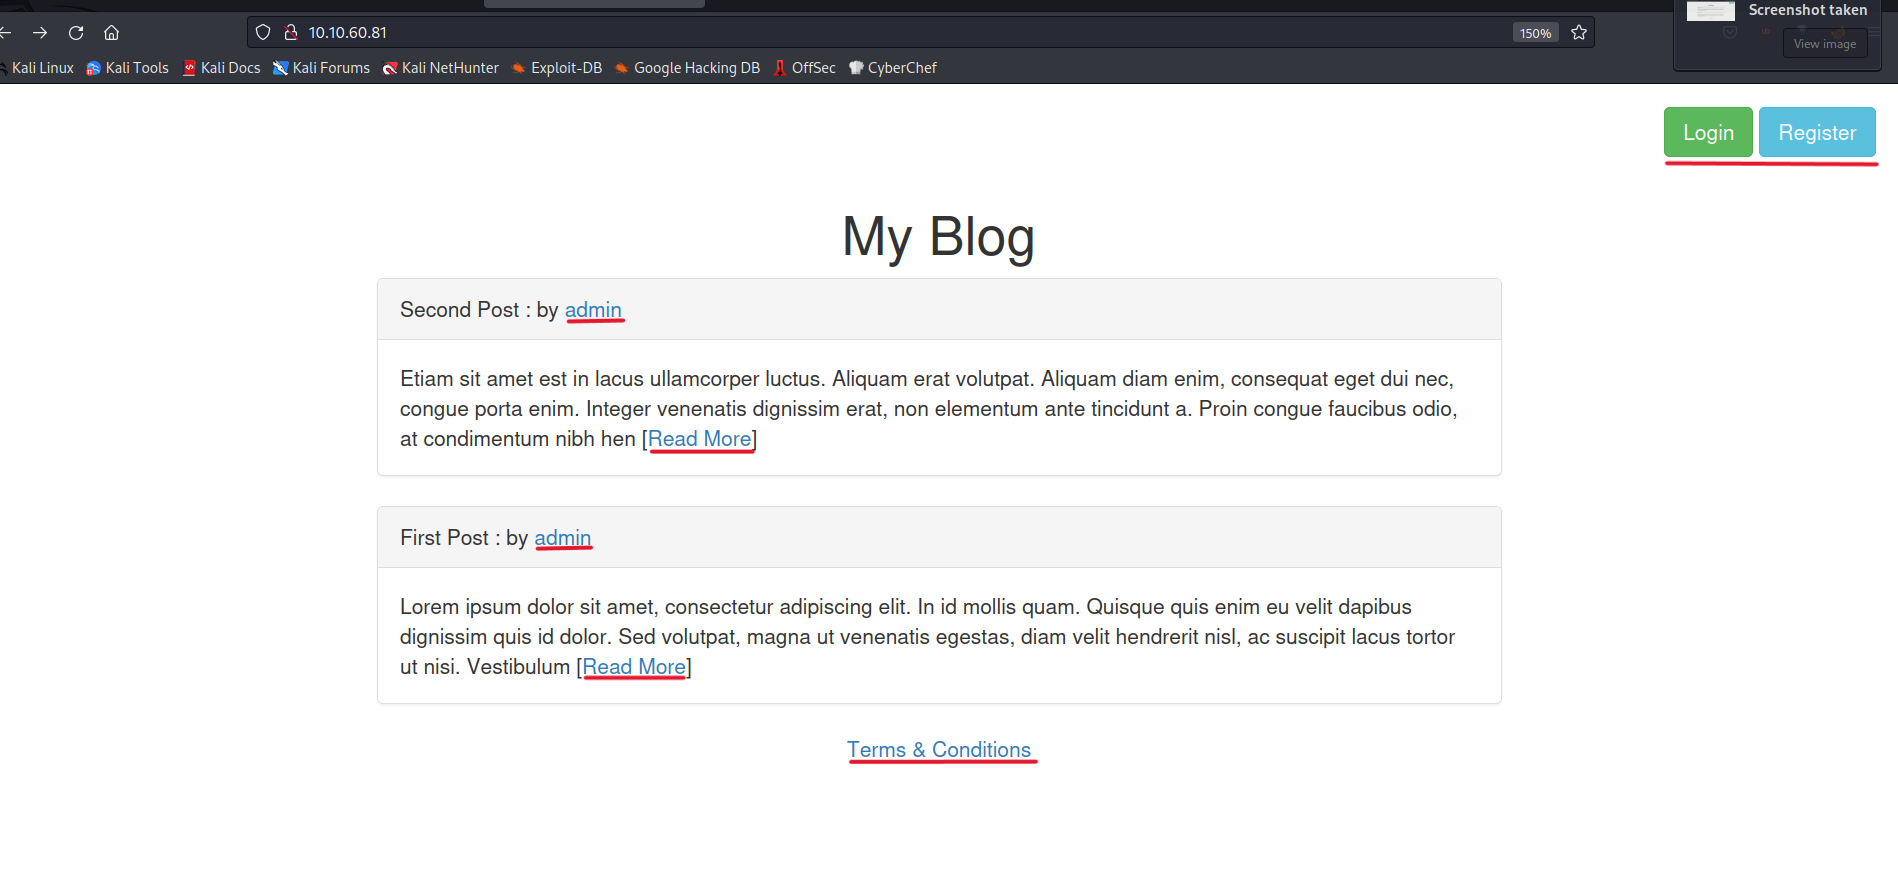 Screenshot taken
10.10.60.81
150%
View image
Kali Linux Kali Tools Kali Docs Kali Forums Kali NetHunter Exploit-DB Google Hacking DB OffSec CyberChef
Login Register
My Blog
Second Post : by admin
Etiam sit amet est in lacus ullamcorper luctus. Aliquam erat volutpat. Aliquam diam enim, consequat eget dui nec,
congue porta enim. Integer venenatis dignissim erat, non elementum ante tincidunt a. Proin congue faucibus odio,
at condimentum nibh hen [Read More]
First Post : by admin
Lorem ipsum dolor sit amet, consectetur adipiscing elit. In id mollis quam. Quisque quis enim eu velit dapibus
dignissim quis id dolor. Sed volutpat, magna ut venenatis egestas, diam velit hendrerit nisl, ac suscipit lacus tortor
ut nisi. Vestibulum [Read More]
Terms & Conditions